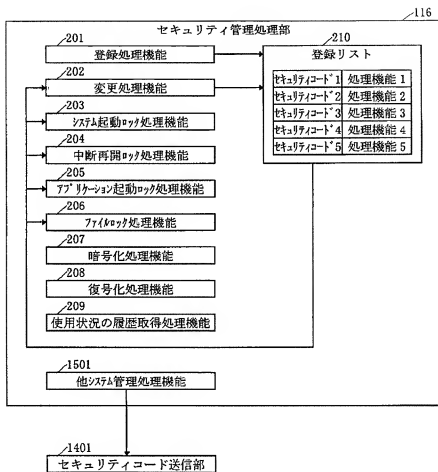 116
セキュリティ管理処理部
201
登録処理機能
202
変更処理機能
203
システム起動ロック処理機能
204
中断再開ロック処理機能
205
アプリケーション起動ロック処理機能
206
ファイルロック処理機能
207
暗号化処理機能
208
復号化処理機能
209
使用状況の履歴取得処理機能
210
登録リスト
セキュリティコード1 処理機能 1
セキュリティコード2 処理機能 2
セキュリティコード3 処理機能 3
セキュリティコード4 処理機能 4
セキュリティコード5 処理機能 5
1501
他システム管理処理機能
1401
セキュリティコード送信部